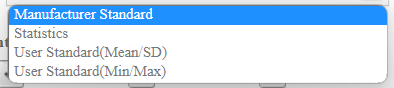 Manufacturer Standard
Statistics
User Standard(Mean/SD)
User Standard(Min/Max)